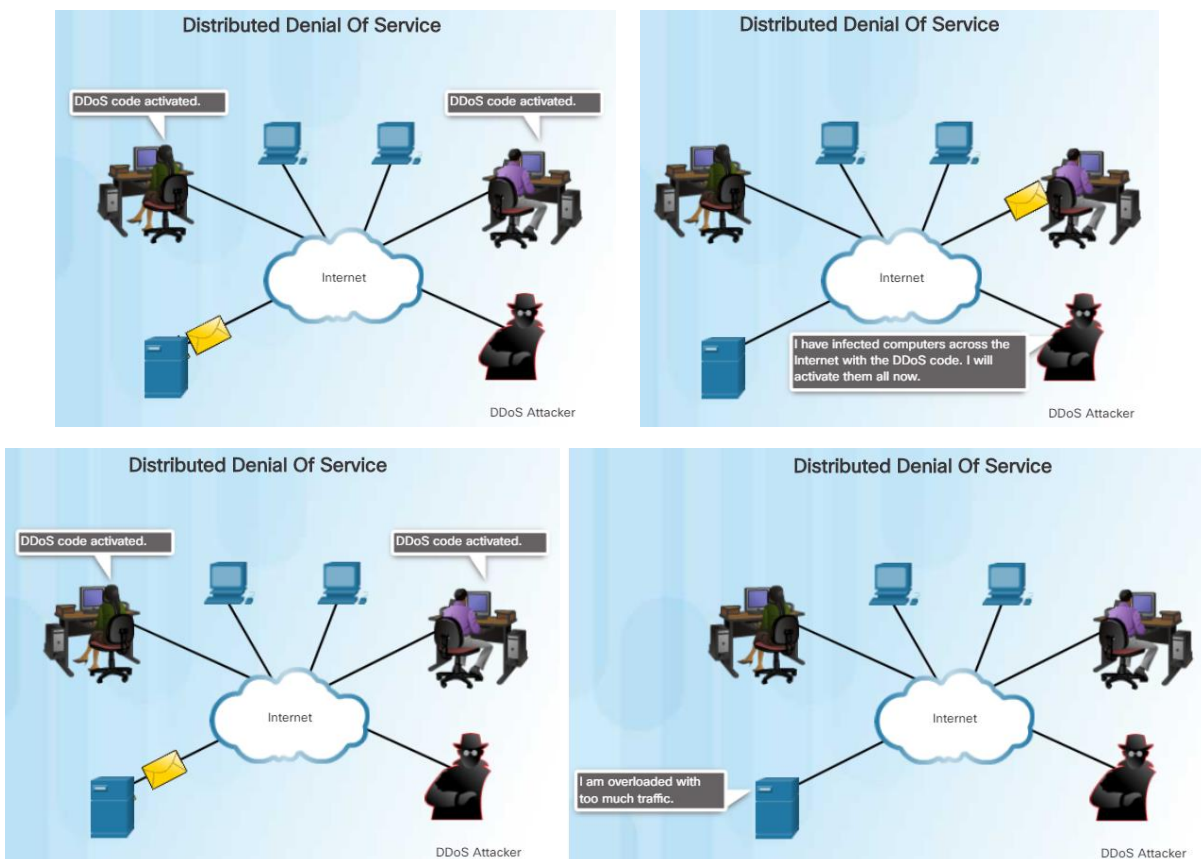 Distributed Denial Of Service
DDoS code activated.
DDoS code activated.
Internet
DDoS Attacker
Distributed Denial Of Service
Internet
I have infected computers across the
Internet with the DDoS code. I will
activate them all now.
DDoS Attacker
Distributed Denial Of Service
DDoS code activated.
DDoS code activated.
Internet
DDoS Attacker
Distributed Denial Of Service
Internet
I am overloaded with
too much traffic.
DDoS Attacker